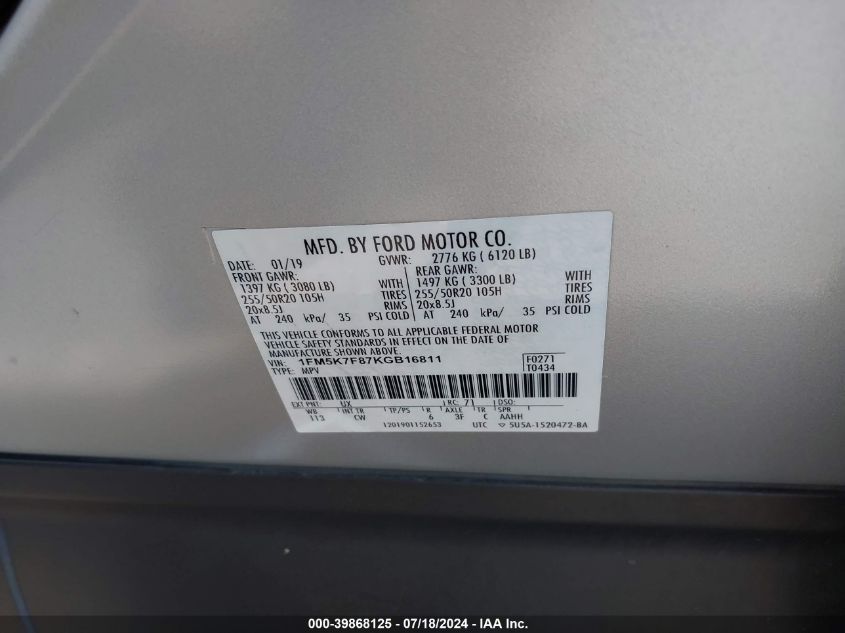 MFD. BY FORD MOTOR CO.
DATE: 01/19 GVWR: 2776 KG ( 6120 LB)
FRONT GAWR: REAR GAWR:
1397 KG ( 3080 LB) WITH 1497 KG ( 3300 LB) WITH
255/50R20 105H TIRES 255/50R20 105H TIRES
20x8.5J RIMS 20x8.5J RIMS
AT 240 kPa/ 35 PSI COLD AT 240 kPa/ 35 PSI COLD
THIS VEHICLE CONFORMS TO ALL APPLICABLE FEDERAL MOTOR
VEHICLE SAFETY STANDARDS IN EFFECT ON THE DATE OF
MANUFACTURE SHOWN ABOVE.
VIN: 1FM5K7F87KGB16811 F0271
TYPE: MPV T0434
EXT PNT: UX RC: 71 DSO:
WB INT TR TP/PS R AXLE TR SPR
113 CW 6 3F C AAHH
1201901152653 UTC ▽ 5U5A-1520472-BA
000-39868125 - 07/18/2024 - IAA Inc.